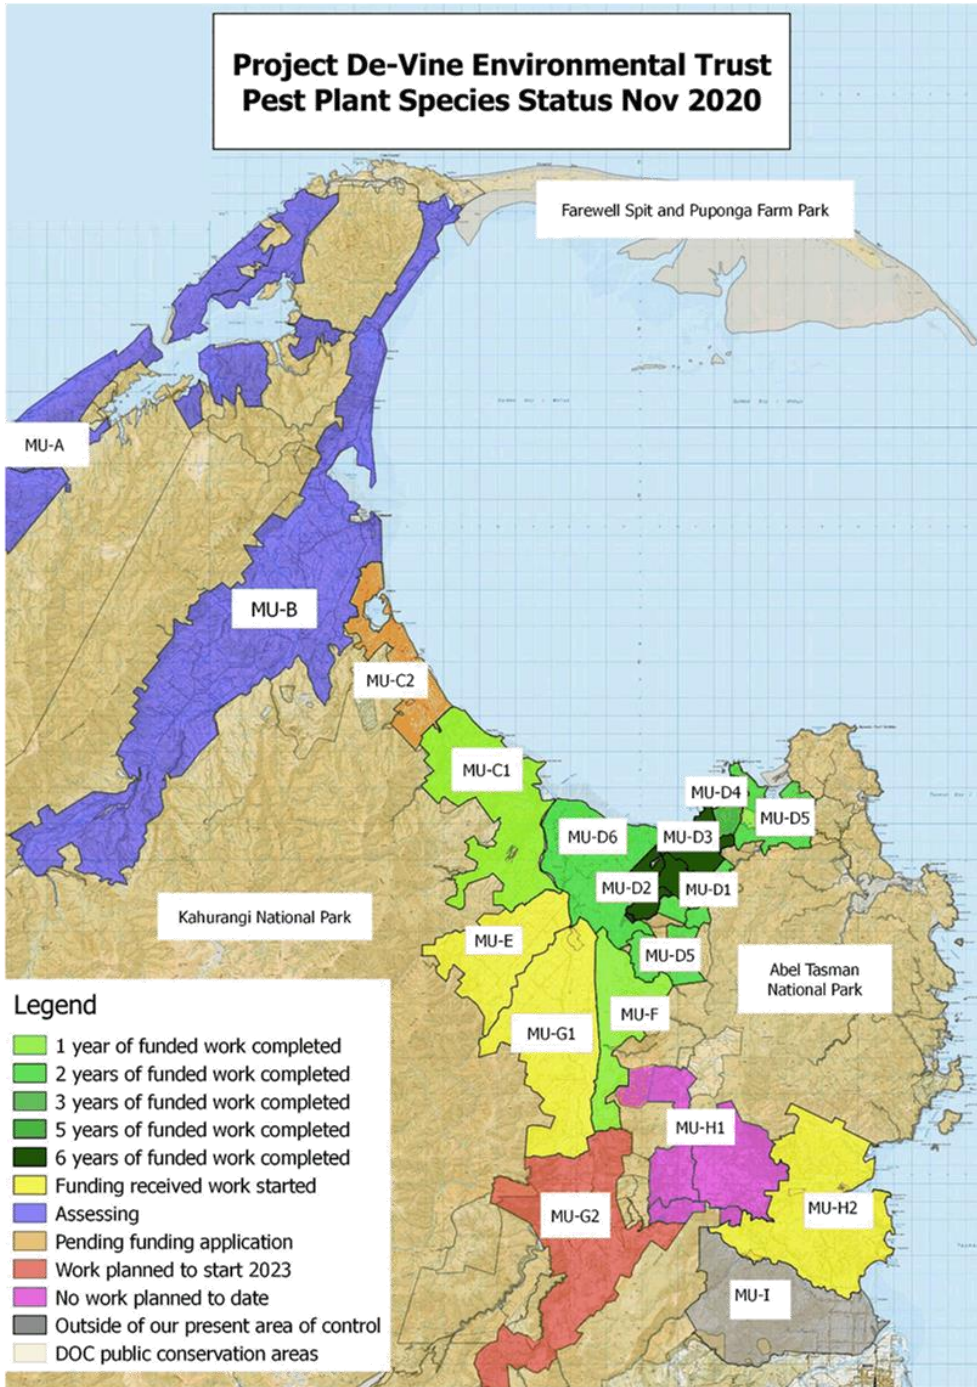 Project De-Vine Environmental Trust
Pest Plant Species Status Nov 2020
Farewell Spit and Puponga Farm Park
MU-A
MU-B
MU-C2
MU-C1
MU-D4
MU-D5
MU-D6
MU-D3
MU-D2
MU-D1
Kahurangi National Park
MU-E
MU-D5
Abel Tasman
National Park
MU-F
MU-G1
MU-H1
MU-H2
MU-G2
MU-I
Legend
1 year of funded work completed
2 years of funded work completed
3 years of funded work completed
5 years of funded work completed
6 years of funded work completed
Funding received work started
Assessing
Pending funding application
Work planned to start 2023
No work planned to date
Outside of our present area of control
DOC public conservation areas